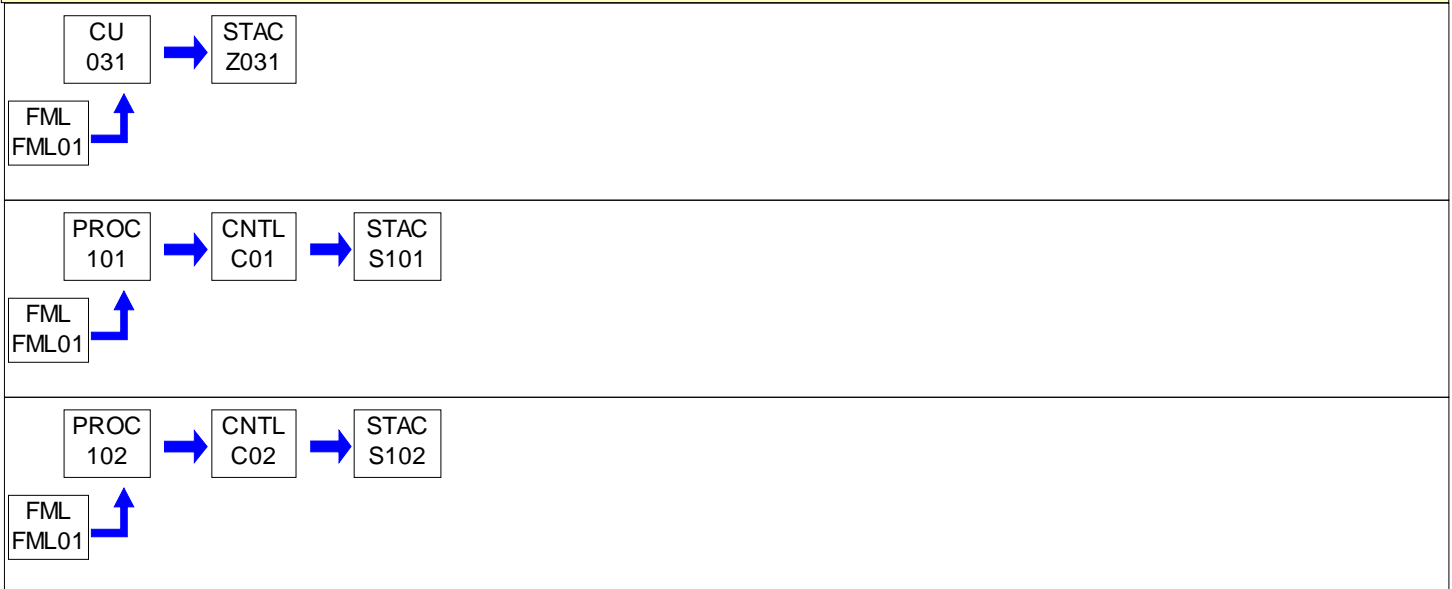 CU
031
STAC
Z031
FML
FML01
PROC
101
CNTL
C01
STAC
S101
FML
FML01
PROC
102
CNTL
C02
STAC
S102
FML
FML01